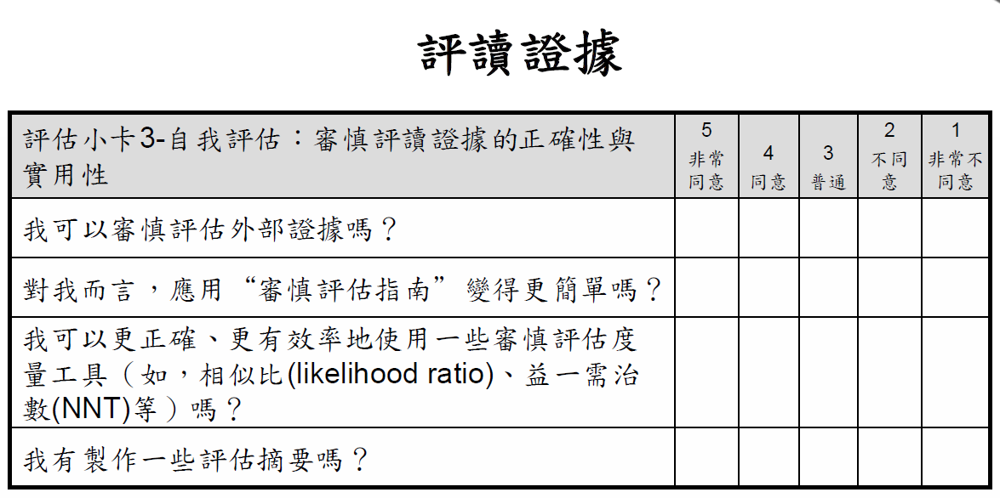 評讀證據
評估小卡3-自我評估：審慎評讀證據的正確性與
實用性
5
非常
同意
4
同意
3
普通
2
不同
意
1
非常不
同意
我可以審慎評估外部證據嗎？
對我而言，應用“審慎評估指南”變得更簡單嗎？
我可以更正確、更有效率地使用一些審慎評估度
量工具（如，相似比(likelihood ratio)、益一需治
數(NNT)等）嗎？
我有製作一些評估摘要嗎？